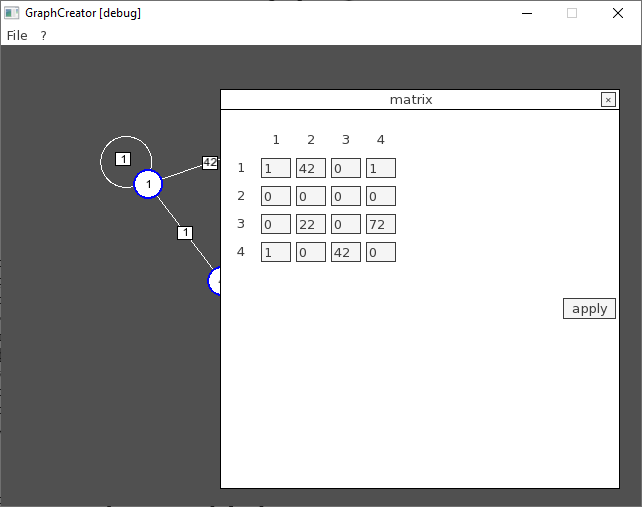 GraphCreator [debug]
File ?
matrix
1 2 3 4
1 1 42 0 1
2 0 0 0 0
3 0 22 0 72
4 1 0 42 0
apply
1
1
42
1